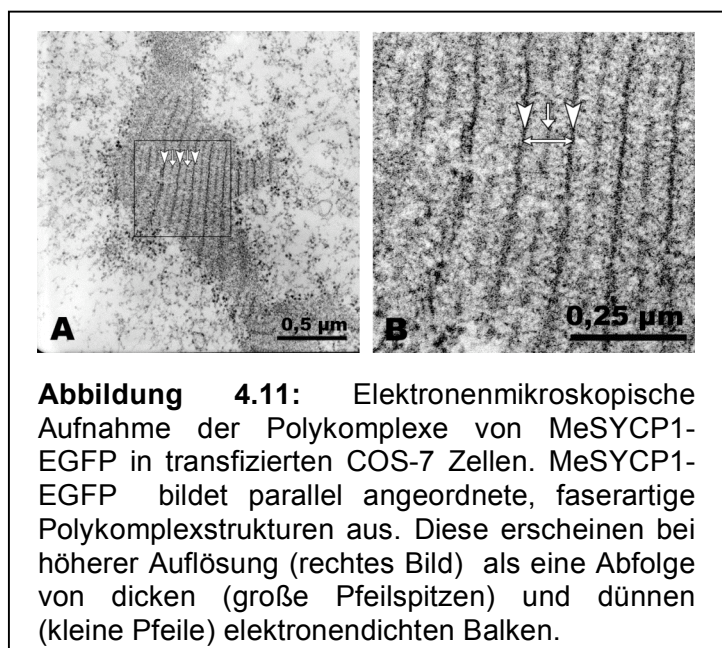 A
0,5 µm
B
0,25 µm
Abbildung 4.11: Elektronenmikroskopische
Aufnahme der Polykomplexe von MeSYCP1-
EGFP in transfizierten COS-7 Zellen. MeSYCP1-
EGFP bildet parallel angeordnete, faserartige
Polykomplexstrukturen aus. Diese erscheinen bei
höherer Auflösung (rechtes Bild) als eine Abfolge
von dicken (große Pfeilspitzen) und dünnen
(kleine Pfeile) elektronendichten Balken.